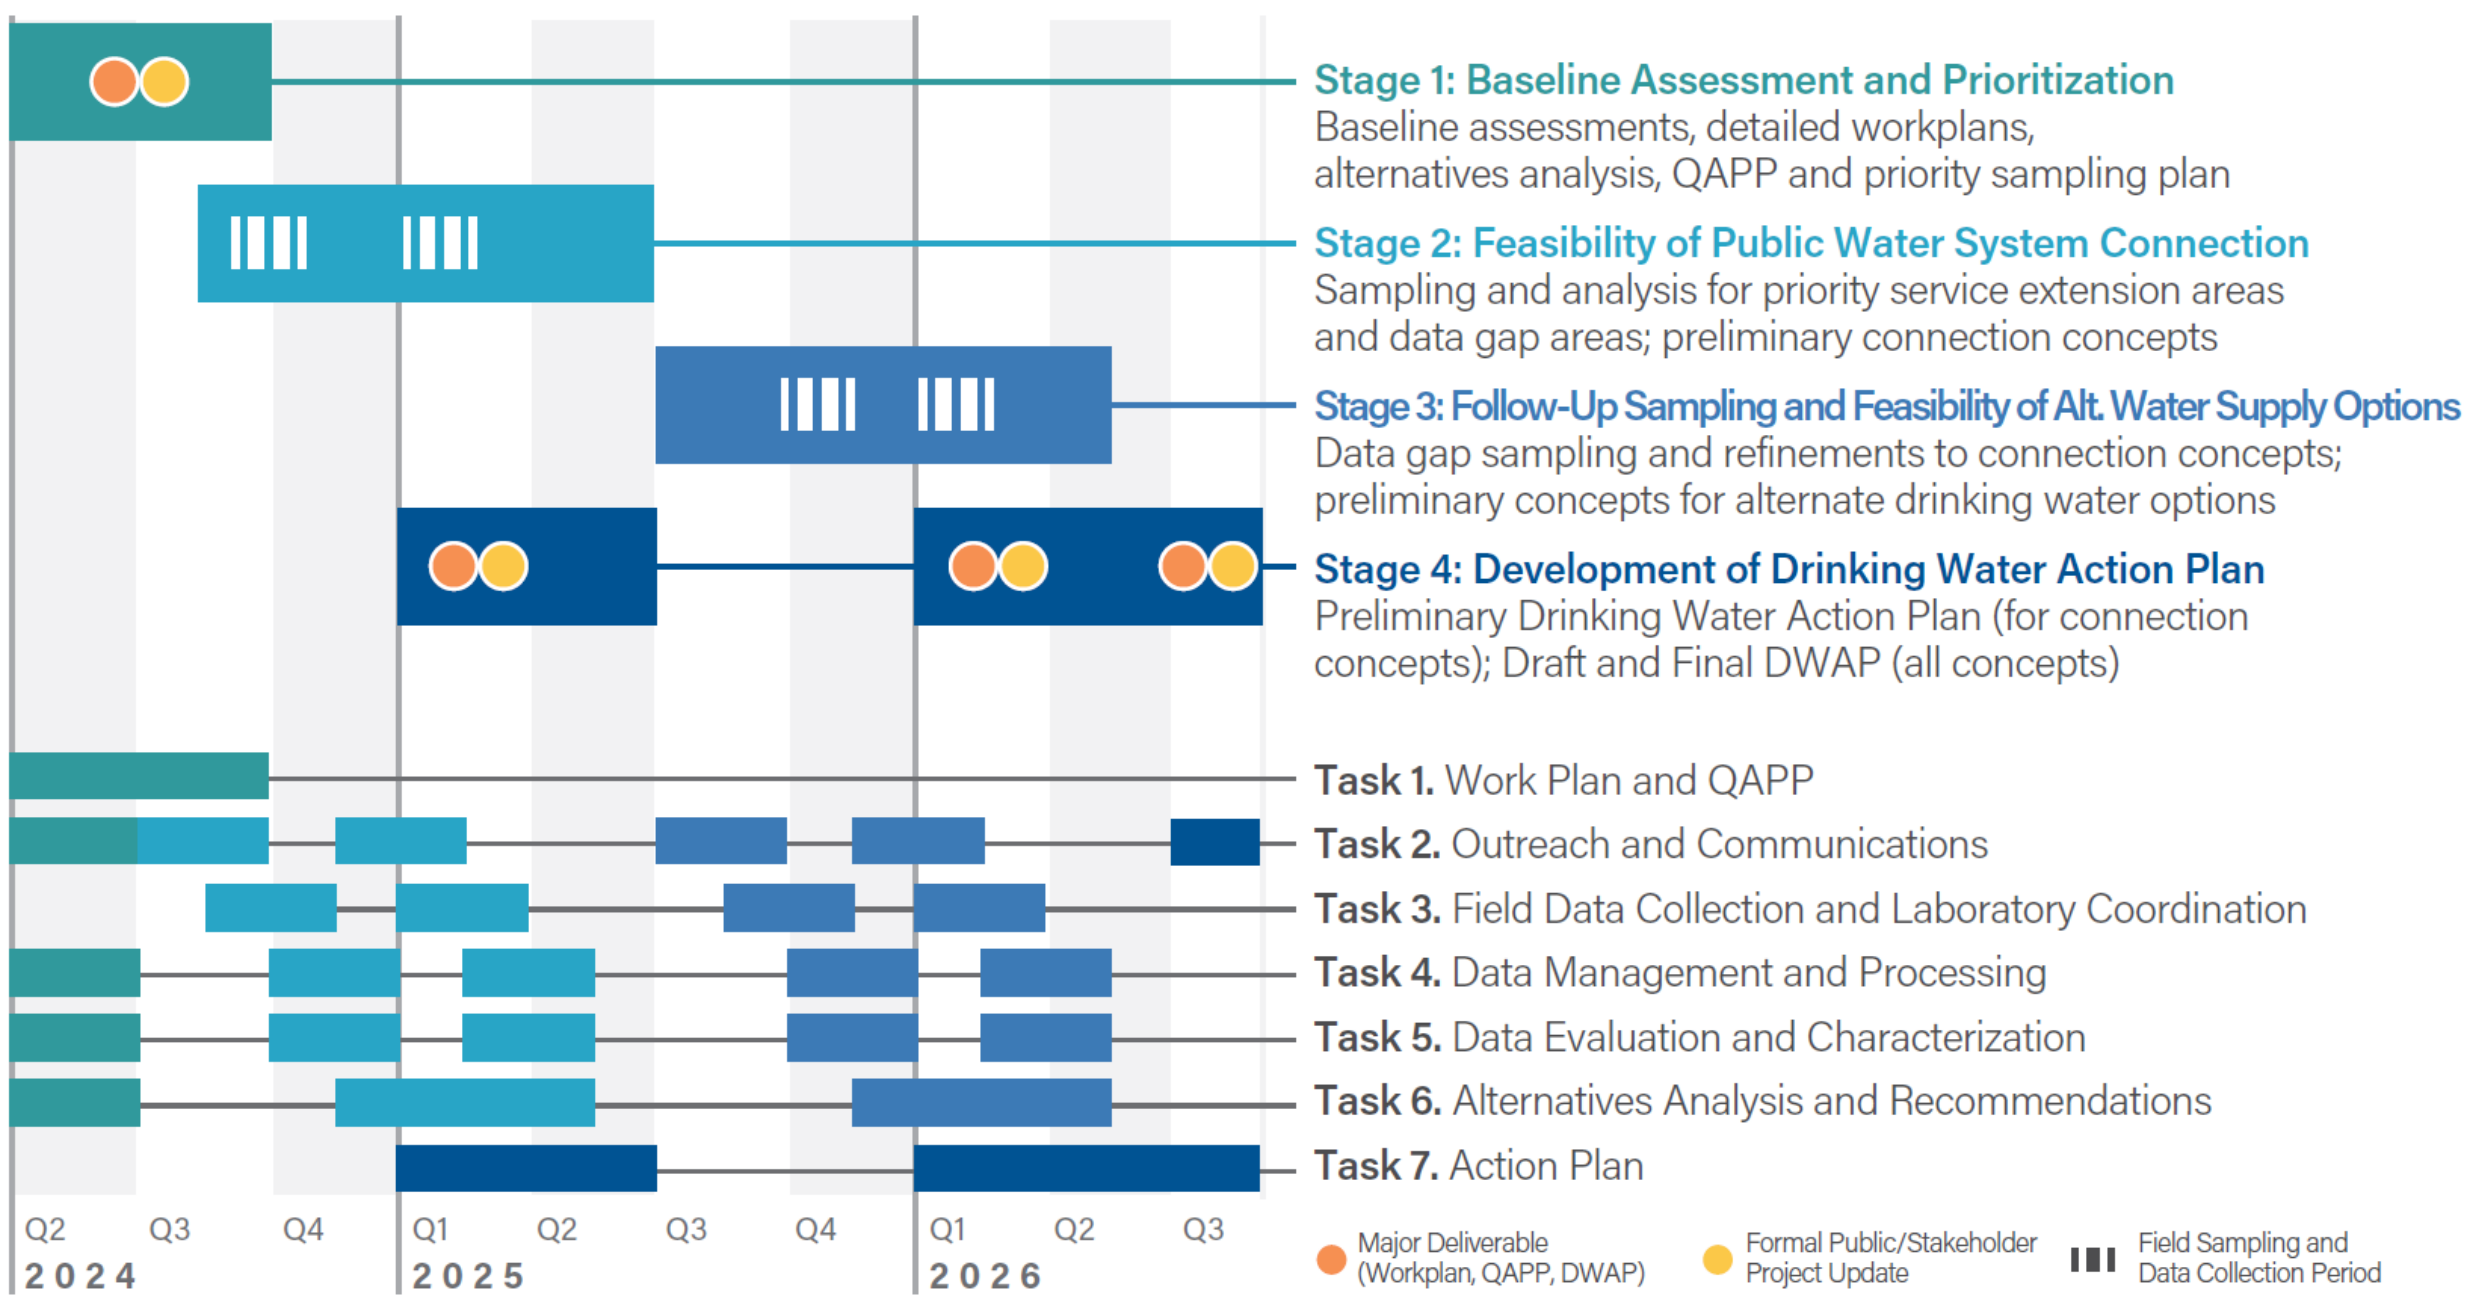 Stage 1: Baseline Assessment and Prioritization
Baseline assessments, detailed workplans,
alternatives analysis, QAPP and priority sampling plan
Stage 2: Feasibility of Public Water System Connection
Sampling and analysis for priority service extension areas
and data gap areas; preliminary connection concepts
Stage 3: Follow-Up Sampling and Feasibility of Alt. Water Supply Options
Data gap sampling and refinements to connection concepts;
preliminary concepts for alternate drinking water options
Stage 4: Development of Drinking Water Action Plan
Preliminary Drinking Water Action Plan (for connection
concepts); Draft and Final DWAP (all concepts)
Task 1. Work Plan and QAPP
Task 2. Outreach and Communications
Task 3. Field Data Collection and Laboratory Coordination
Task 4. Data Management and Processing
Task 5. Data Evaluation and Characterization
Task 6. Alternatives Analysis and Recommendations
Task 7. Action Plan
Q2 Q3 Q4 Q1 Q2 Q3 Q4 Q1 Q2 Q3
2024 2025 2026
Major Deliverable
(Workplan, QAPP, DWAP)
Formal Public/Stakeholder
Project Update
Field Sampling and
Data Collection Period